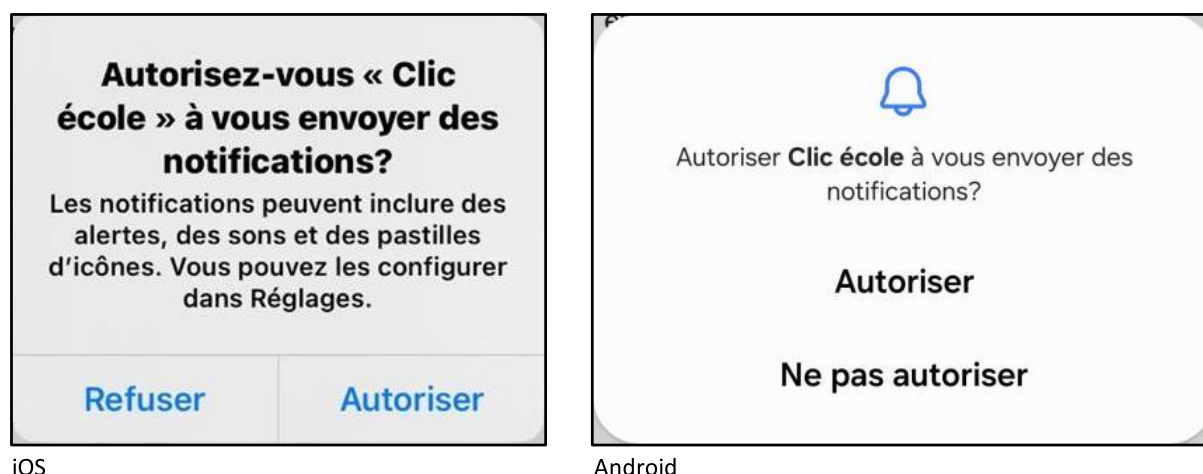 Autorisez-vous « Clic
école » à vous envoyer des
notifications?
Les notifications peuvent inclure des
alertes, des sons et des pastilles
d'icônes. Vous pouvez les configurer
dans Réglages.
Refuser
Autoriser
iOS
Autoriser Clic école à vous envoyer des
notifications?
Autoriser
Ne pas autoriser
Android